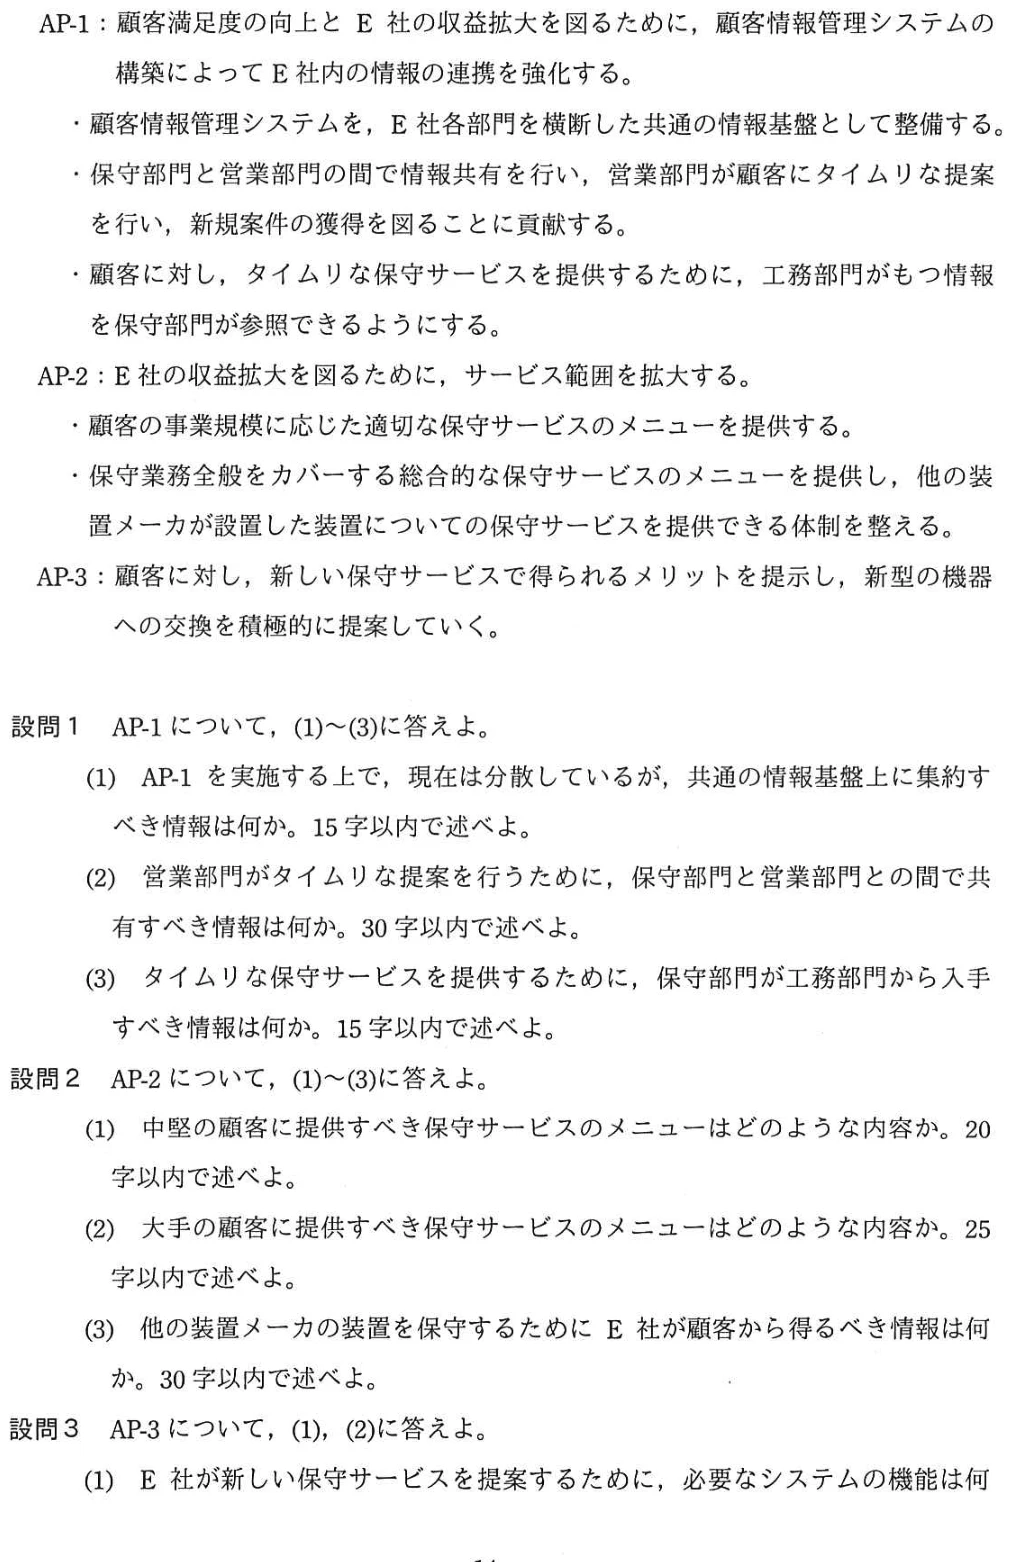 AP-1：顧客満足度の向上と E 社の収益拡大を図るために，顧客情報管理システムの
構築によって E 社内の情報の連携を強化する。
・顧客情報管理システムを，E 社各部門を横断した共通の情報基盤として整備する。
・保守部門と営業部門の間で情報共有を行い，営業部門が顧客にタイムリな提案
を行い，新規案件の獲得を図ることに貢献する。
・顧客に対し，タイムリな保守サービスを提供するために，工務部門がもつ情報
を保守部門が参照できるようにする。
AP-2：E 社の収益拡大を図るために，サービス範囲を拡大する。
・顧客の事業規模に応じた適切な保守サービスのメニューを提供する。
・保守業務全般をカバーする総合的な保守サービスのメニューを提供し，他の装
置メーカが設置した装置についての保守サービスを提供できる体制を整える。
AP-3：顧客に対し，新しい保守サービスで得られるメリットを提示し，新型の機器
への交換を積極的に提案していく。
設問1　AP-1 について，(1)～(3)に答えよ。
(1)　AP-1 を実施する上で，現在は分散しているが，共通の情報基盤上に集約す
べき情報は何か。15 字以内で述べよ。
(2)　営業部門がタイムリな提案を行うために，保守部門と営業部門との間で共
有すべき情報は何か。30 字以内で述べよ。
(3)　タイムリな保守サービスを提供するために，保守部門が工務部門から入手
すべき情報は何か。15 字以内で述べよ。
設問2　AP-2 について，(1)～(3)に答えよ。
(1)　中堅の顧客に提供すべき保守サービスのメニューはどのような内容か。20
字以内で述べよ。
(2)　大手の顧客に提供すべき保守サービスのメニューはどのような内容か。25
字以内で述べよ。
(3)　他の装置メーカの装置を保守するために E 社が顧客から得るべき情報は何
か。30 字以内で述べよ。
設問3　AP-3 について，(1)，(2)に答えよ。
(1)　E 社が新しい保守サービスを提案するために，必要なシステムの機能は何